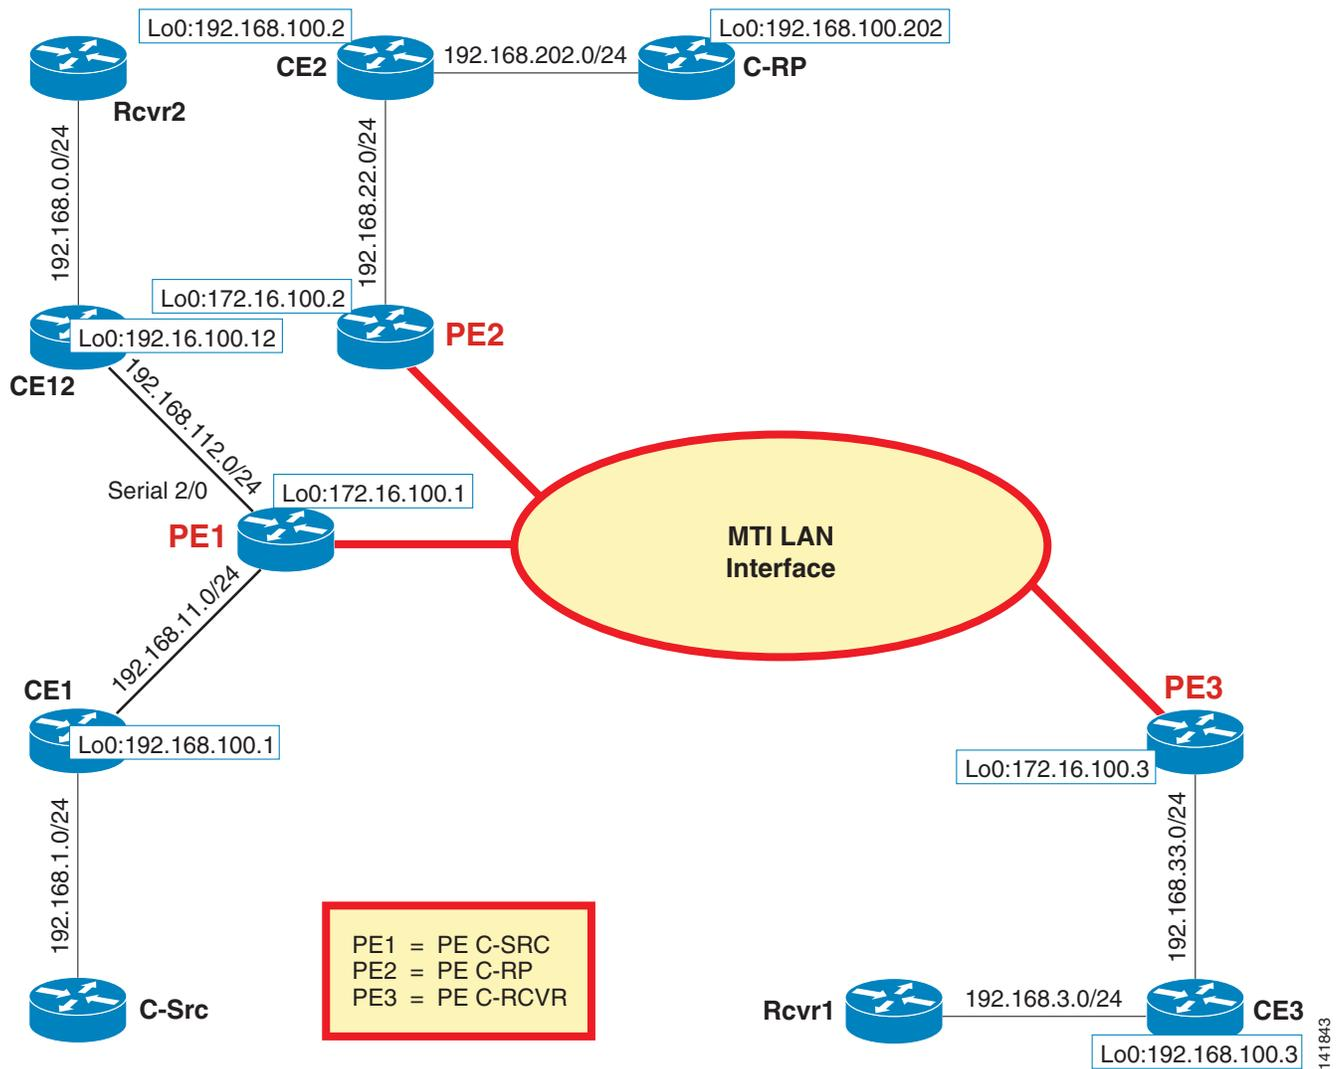 Lo0:192.168.100.2
Lo0:192.168.100.202
CE2
192.168.202.0/24
C-RP
Rcvr2
192.168.0.0/24
192.168.22.0/24
Lo0:172.16.100.2
Lo0:192.16.100.12
PE2
CE12
192.168.112.0/24
Serial 2/0
Lo0:172.16.100.1
PE1
MTI LAN
Interface
192.168.11.0/24
CE1
Lo0:192.168.100.1
PE3
Lo0:172.16.100.3
192.168.1.0/24
192.168.33.0/24
PE1 = PE C-SRC
PE2 = PE C-RP
PE3 = PE C-RCVR
C-Src
Rcvr1
192.168.3.0/24
CE3
Lo0:192.168.100.3
141843